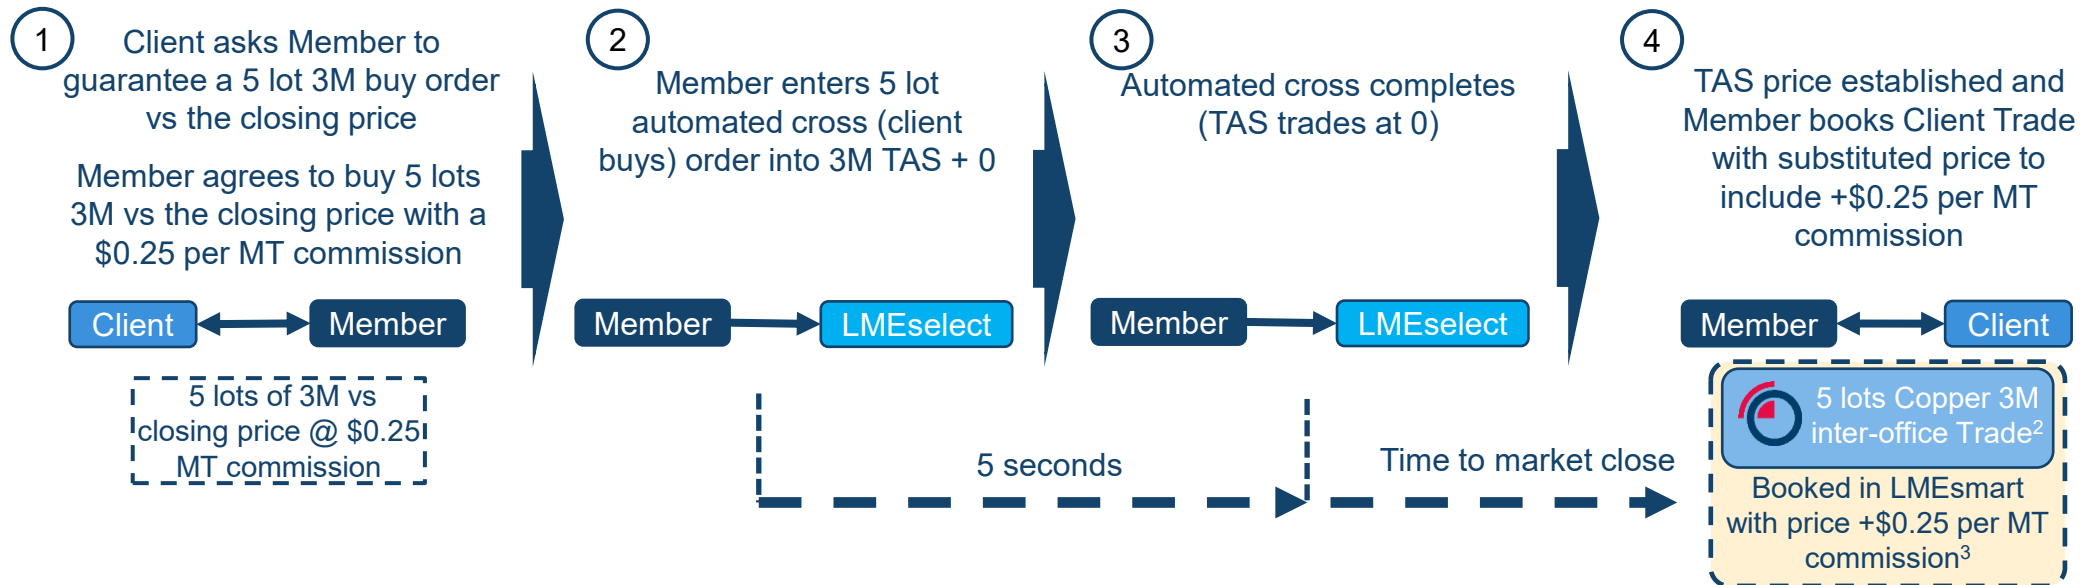 1
Client asks Member to
guarantee a 5 lot 3M buy order
vs the closing price
Member agrees to buy 5 lots
3M vs the closing price with a
$0.25 per MT commission
Client
Member
5 lots of 3M vs
closing price @ $0.25
MT commission
2
Member enters 5 lot
automated cross (client
buys) order into 3M TAS + 0
Member
LMEselect
3
Automated cross completes
(TAS trades at 0)
Member
LMEselect
5 seconds
Time to market close
4
TAS price established and
Member books Client Trade
with substituted price to
include +$0.25 per MT
commission
Member
Client
5 lots Copper 3M
inter-office Trade²
Booked in LMEsmart
with price +$0.25 per MT
commission³